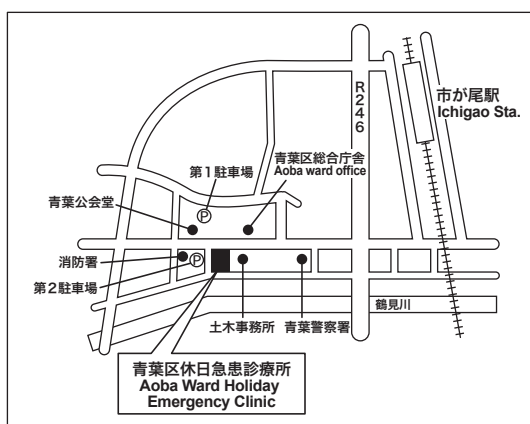 R246
市が尾駅
Ichigao Sta.
青葉区総合庁舎
Aoba ward office
第1駐車場
P
青葉公会堂
消防署
P
第2駐車場
土木事務所
青葉警察署
鶴見川
青葉区休日急患診療所
Aoba Ward Holiday
Emergency Clinic